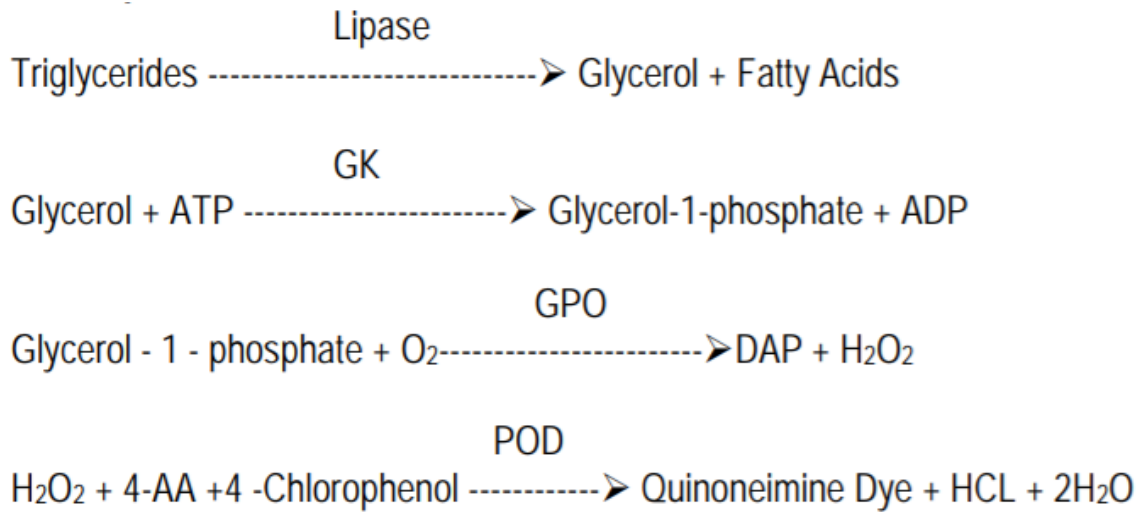 Lipase
Triglycerides ------------------------------➢ Glycerol + Fatty Acids
GK
Glycerol + ATP ------------------------➢ Glycerol-1-phosphate + ADP
GPO
Glycerol - 1 - phosphate + O₂------------------------➢DAP + H₂O₂
POD
H₂O₂ + 4-AA +4 -Chlorophenol ------------➢ Quinoneimine Dye + HCL + 2H₂O